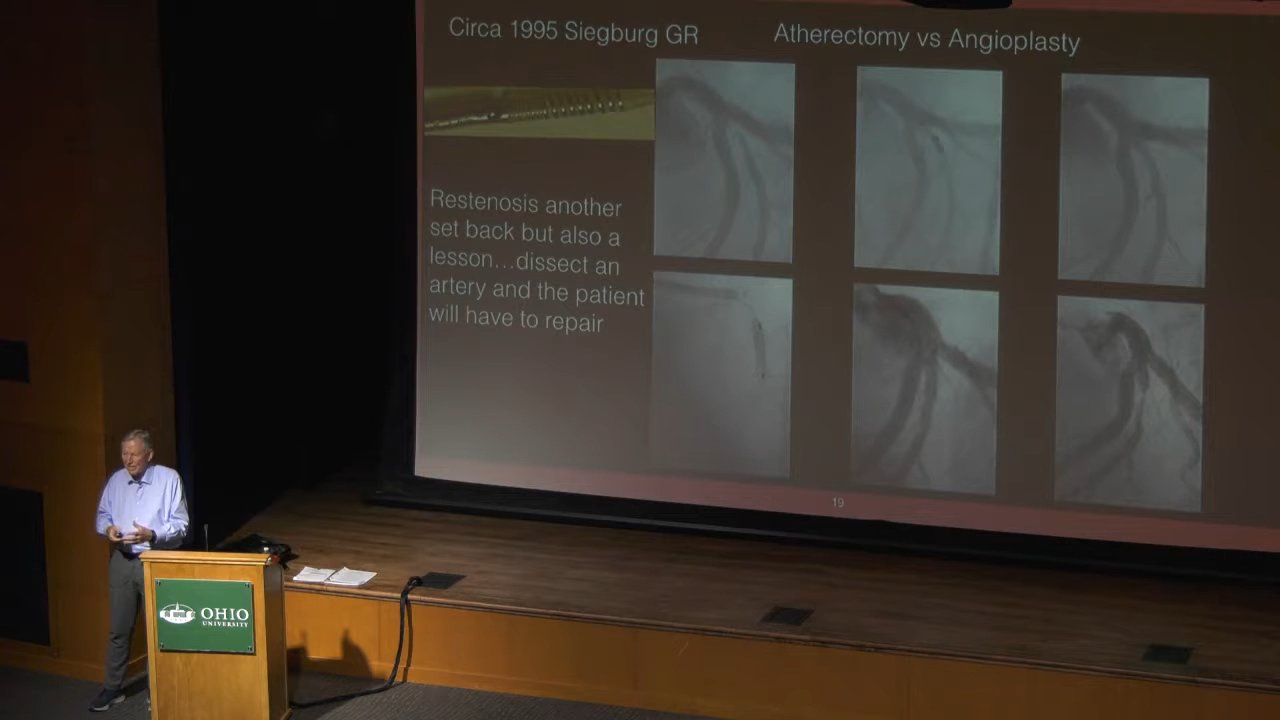 Circa 1995 Siegburg GR
Atherectomy vs Angioplasty
Restenosis another
set back but also a
lesson...dissect an
artery and the patient
will have to repair
19
OHIO
UNIVERSITY